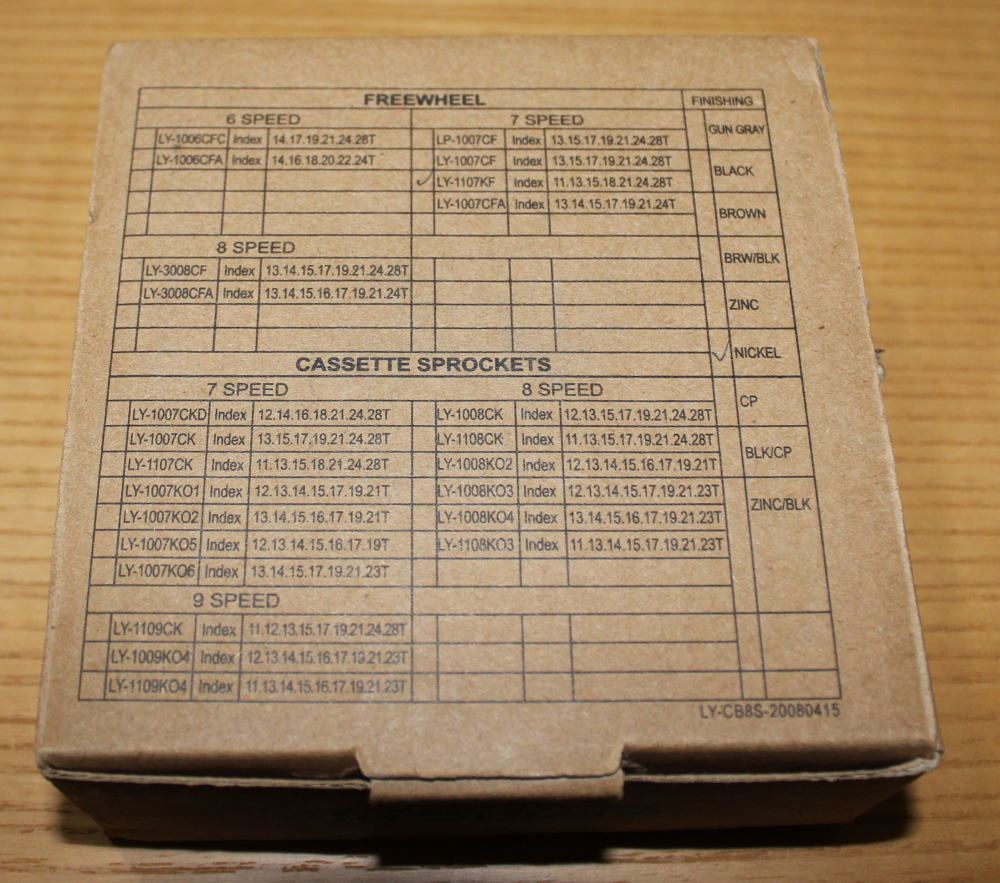 FREEWHEEL FINISHING
6 SPEED 7 SPEED GUN GRAY
LY-1006CFC Index 14.17.19.21.24.28T LP-1007CF Index 13.15.17.19.21.24.28T
LY-1006CFA Index 14.16.18.20.22.24T LY-1007CF Index 13.15.17.19.21.24.28T BLACK
✓ LY-1107KF Index 11.13.15.18.21.24.28T
LY-1007CFA Index 13.14.15.17.19.21.24T BROWN
8 SPEED BRW/BLK
LY-3008CF Index 13.14.15.17.19.21.24.28T
LY-3008CFA Index 13.14.15.16.17.19.21.24T ZINC
✓ NICKEL
CASSETTE SPROCKETS
7 SPEED 8 SPEED CP
LY-1007CKD Index 12.14.16.18.21.24.28T LY-1008CK Index 12.13.15.17.19.21.24.28T
LY-1007CK Index 13.15.17.19.21.24.28T LY-1108CK Index 11.13.15.17.19.21.24.28T BLK/CP
LY-1107CK Index 11.13.15.18.21.24.28T LY-1008KO2 Index 12.13.14.15.16.17.19.21T
LY-1007KO1 Index 12.13.15.17.19.21T LY-1008KO3 Index 12.13.15.16.17.19.21.23T ZINC/BLK
LY-1007KO2 Index 13.14.15.16.17.19.21T LY-1008KO4 Index 13.14.15.16.17.19.21.23T
LY-1007KO5 Index 12.13.14.15.16.17.19T LY-1108KO3 Index 11.13.14.15.17.19.21.23T
LY-1007KO6 Index 13.14.15.17.19.21.23T
9 SPEED
LY-1109CK Index 11.12.13.15.17.19.21.24.28T
LY-1009KO4 Index 12.13.14.15.16.17.19.21.23T
LY-1109KO4 Index 11.13.14.15.16.17.19.21.23T
LY-CB8S-20080415